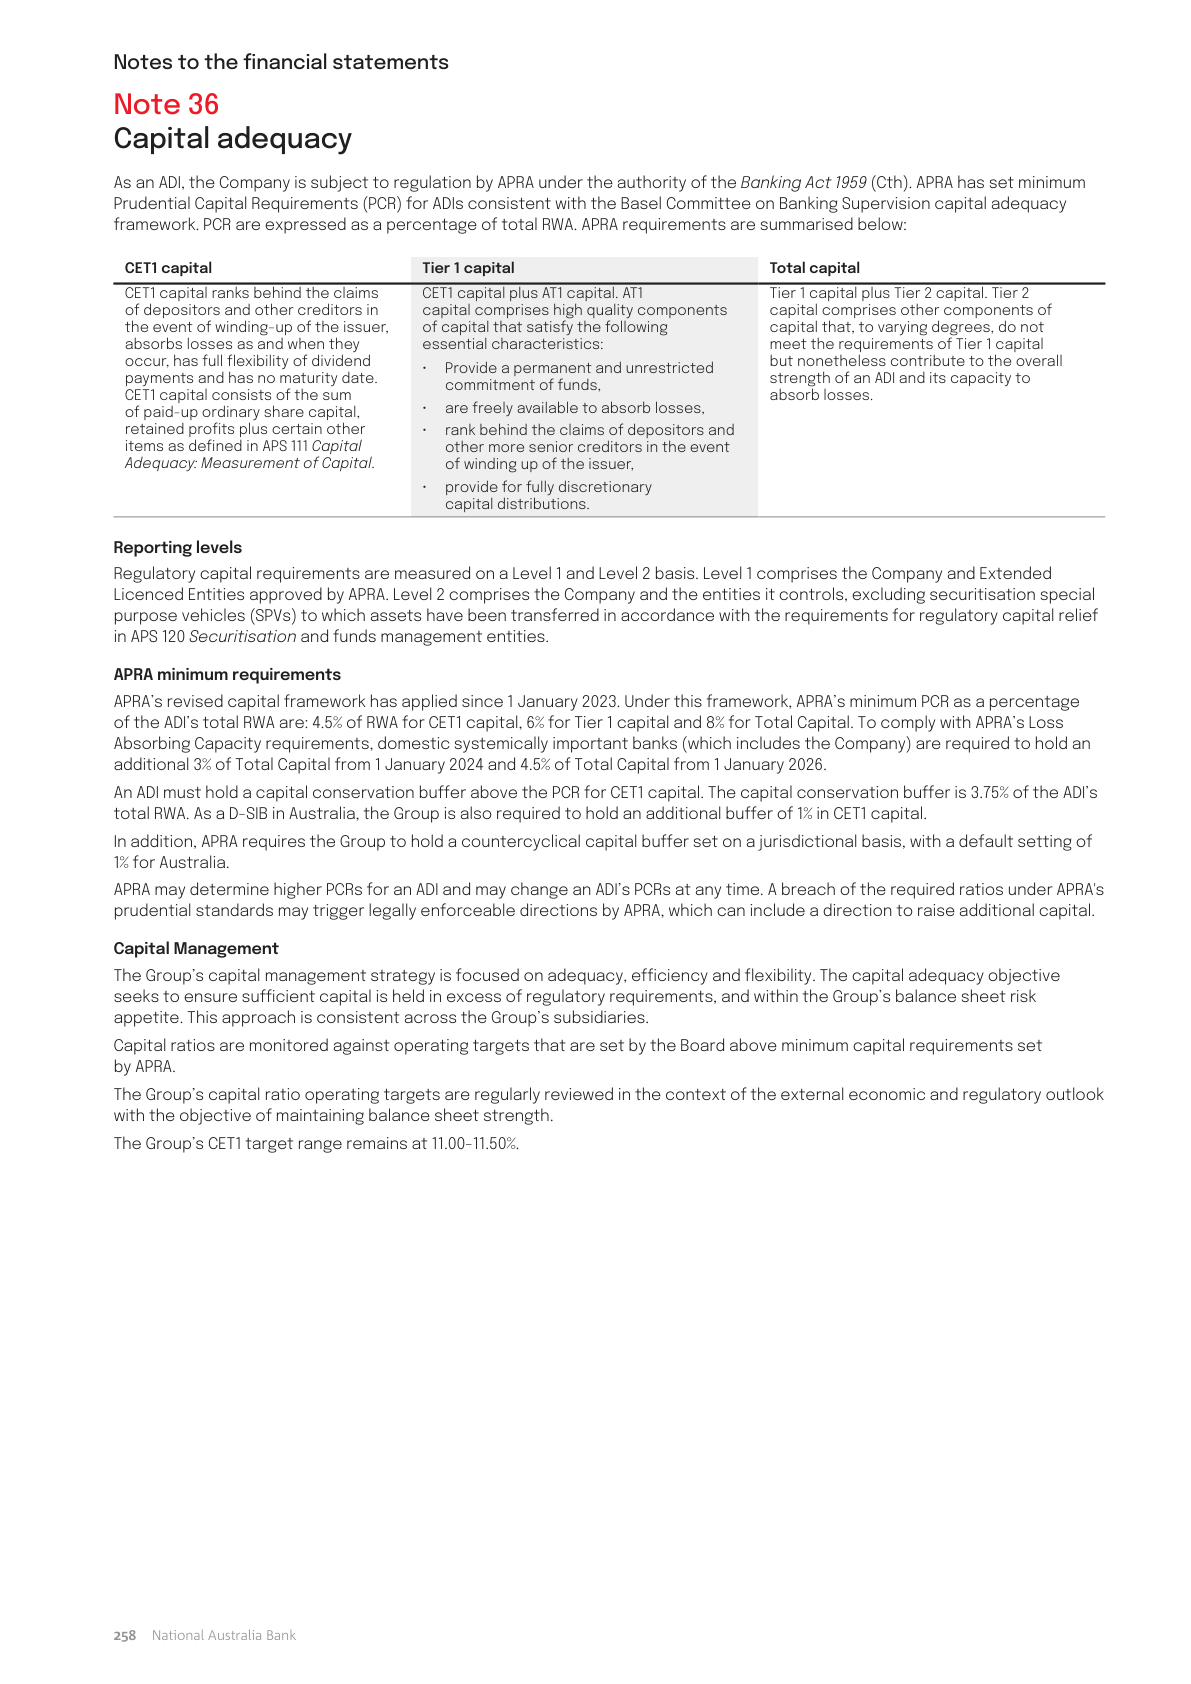 Notes to the financial statements
Note 36
Capital adequacy
As an ADI, the Company is subject to regulation by APRA under the authority of the Banking Act 1959 (Cth). APRA has set minimum
Prudential Capital Requirements (PCR) for ADIs consistent with the Basel Committee on Banking Supervision capital adequacy
framework. PCR are expressed as a percentage of total RWA. APRA requirements are summarised below:
CET1 capital
CET1 capital ranks behind the claims
of depositors and other creditors in
the event of winding-up of the issuer,
absorbs losses as and when they
occur, has full flexibility of dividend
payments and has no maturity date.
CET1 capital consists of the sum
of paid-up ordinary share capital,
retained profits plus certain other
items as defined in APS 111 Capital
Adequacy: Measurement of Capital.
Tier 1 capital
CET1 capital plus AT1 capital. AT1
capital comprises high quality components
of capital that satisfy the following
essential characteristics:
• Provide a permanent and unrestricted
commitment of funds,
• are freely available to absorb losses,
• rank behind the claims of depositors and
other more senior creditors in the event
of winding up of the issuer,
• provide for fully discretionary
capital distributions.
Total capital
Tier 1 capital plus Tier 2 capital. Tier 2
capital comprises other components of
capital that, to varying degrees, do not
meet the requirements of Tier 1 capital
but nonetheless contribute to the overall
strength of an ADI and its capacity to
absorb losses.
Reporting levels
Regulatory capital requirements are measured on a Level 1 and Level 2 basis. Level 1 comprises the Company and Extended
Licenced Entities approved by APRA. Level 2 comprises the Company and the entities it controls, excluding securitisation special
purpose vehicles (SPVs) to which assets have been transferred in accordance with the requirements for regulatory capital relief
in APS 120 Securitisation and funds management entities.
APRA minimum requirements
APRA's revised capital framework has applied since 1 January 2023. Under this framework, APRA's minimum PCR as a percentage
of the ADI's total RWA are: 4.5% of RWA for CET1 capital, 6% for Tier 1 capital and 8% for Total Capital. To comply with APRA's Loss
Absorbing Capacity requirements, domestic systemically important banks (which includes the Company) are required to hold an
additional 3% of Total Capital from 1 January 2024 and 4.5% of Total Capital from 1 January 2026.
An ADI must hold a capital conservation buffer above the PCR for CET1 capital. The capital conservation buffer is 3.75% of the ADI's
total RWA. As a D-SIB in Australia, the Group is also required to hold an additional buffer of 1% in CET1 capital.
In addition, APRA requires the Group to hold a countercyclical capital buffer set on a jurisdictional basis, with a default setting of
1% for Australia.
APRA may determine higher PCRs for an ADI and may change an ADI's PCRs at any time. A breach of the required ratios under APRA's
prudential standards may trigger legally enforceable directions by APRA, which can include a direction to raise additional capital.
Capital Management
The Group's capital management strategy is focused on adequacy, efficiency and flexibility. The capital adequacy objective
seeks to ensure sufficient capital is held in excess of regulatory requirements, and within the Group's balance sheet risk
appetite. This approach is consistent across the Group's subsidiaries.
Capital ratios are monitored against operating targets that are set by the Board above minimum capital requirements set
by APRA.
The Group's capital ratio operating targets are regularly reviewed in the context of the external economic and regulatory outlook
with the objective of maintaining balance sheet strength.
The Group's CET1 target range remains at 11.00-11.50%.
258 National Australia Bank